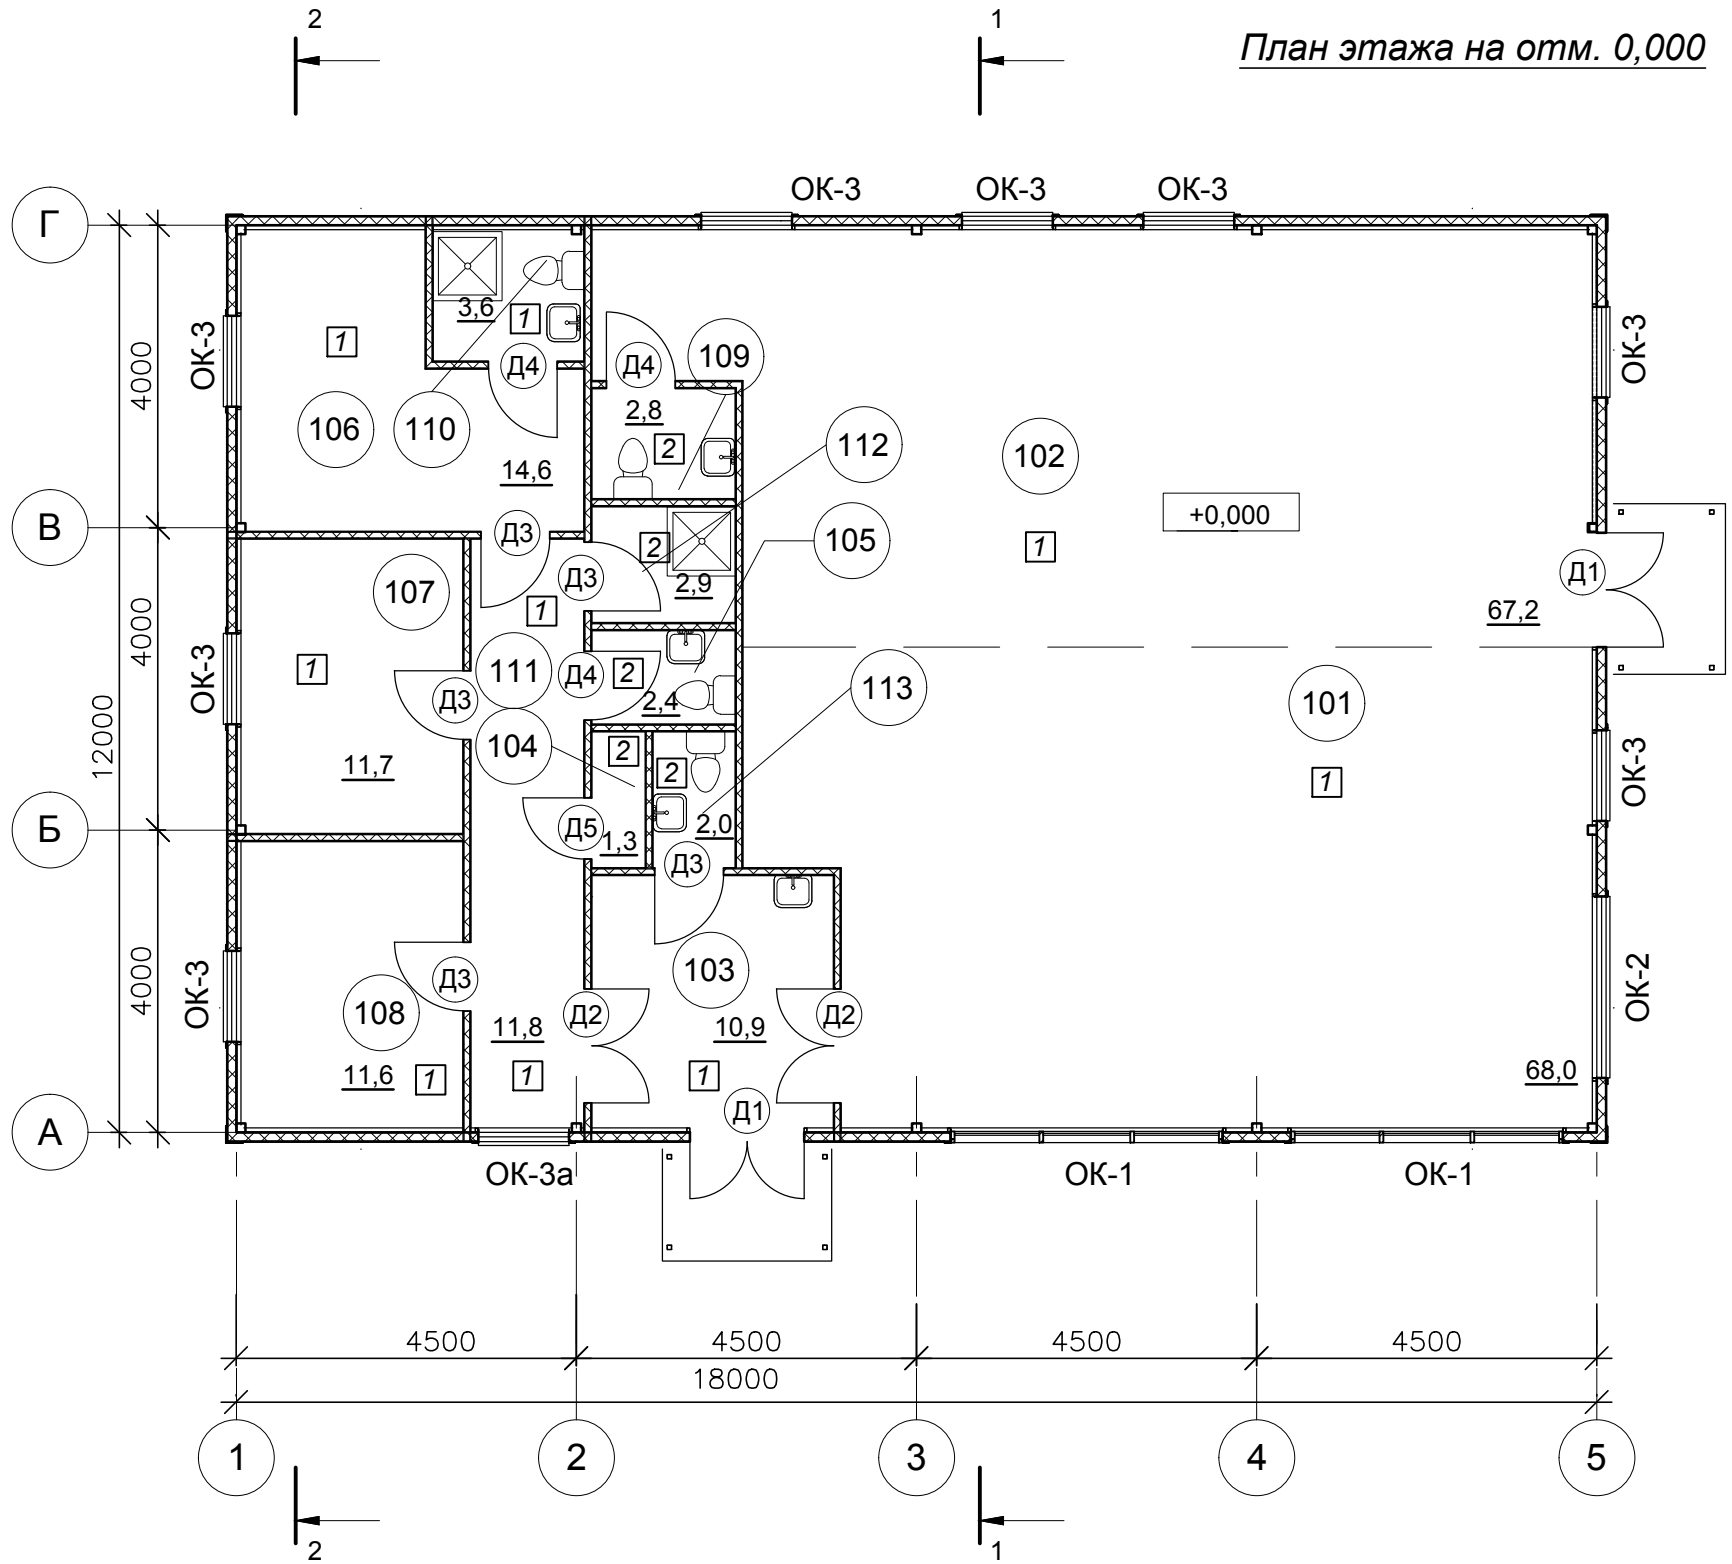 2
1
План этажа на отм. 0,000
ОК-3
ОК-3
ОК-3
Г
3,6
1
1
ОК-3
ОК-3
4000
Д4
Д4
109
2,8
106
110
2
112
102
14,6
+0,000
В
Д3
105
2
1
Д3
Д1
107
2,9
1
67,2
4000
1
111
Д4
2
113
ОК-3
2,4
101
Д3
12000
104
2
11,7
2
ОК-3
1
Б
Д5
1,3
2,0
Д3
4000
103
Д3
ОК-3
ОК-2
108
Д2
Д2
11,8
10,9
11,6
1
1
1
68,0
Д1
А
ОК-3а
ОК-1
ОК-1
4500
4500
4500
4500
18000
1
2
3
4
5
2
1